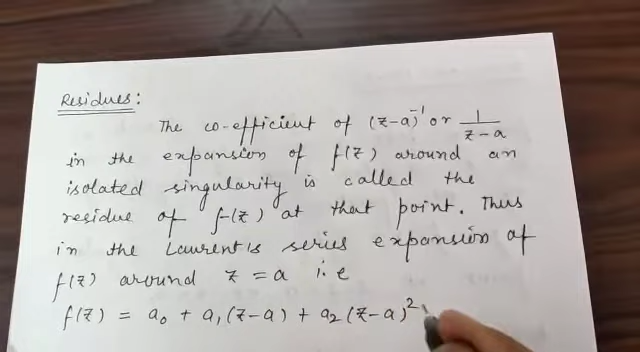 Residues:
The co-efficient of (z-a)⁻¹ or 1/(z-a)
in the expansion of f(z) around an
isolated singularity is called the
residue of f(z) at that point. Thus
in the Laurent's series expansion of
f(z) around z = a i.e
f(z) = a₀ + a₁(z-a) + a₂(z-a)²